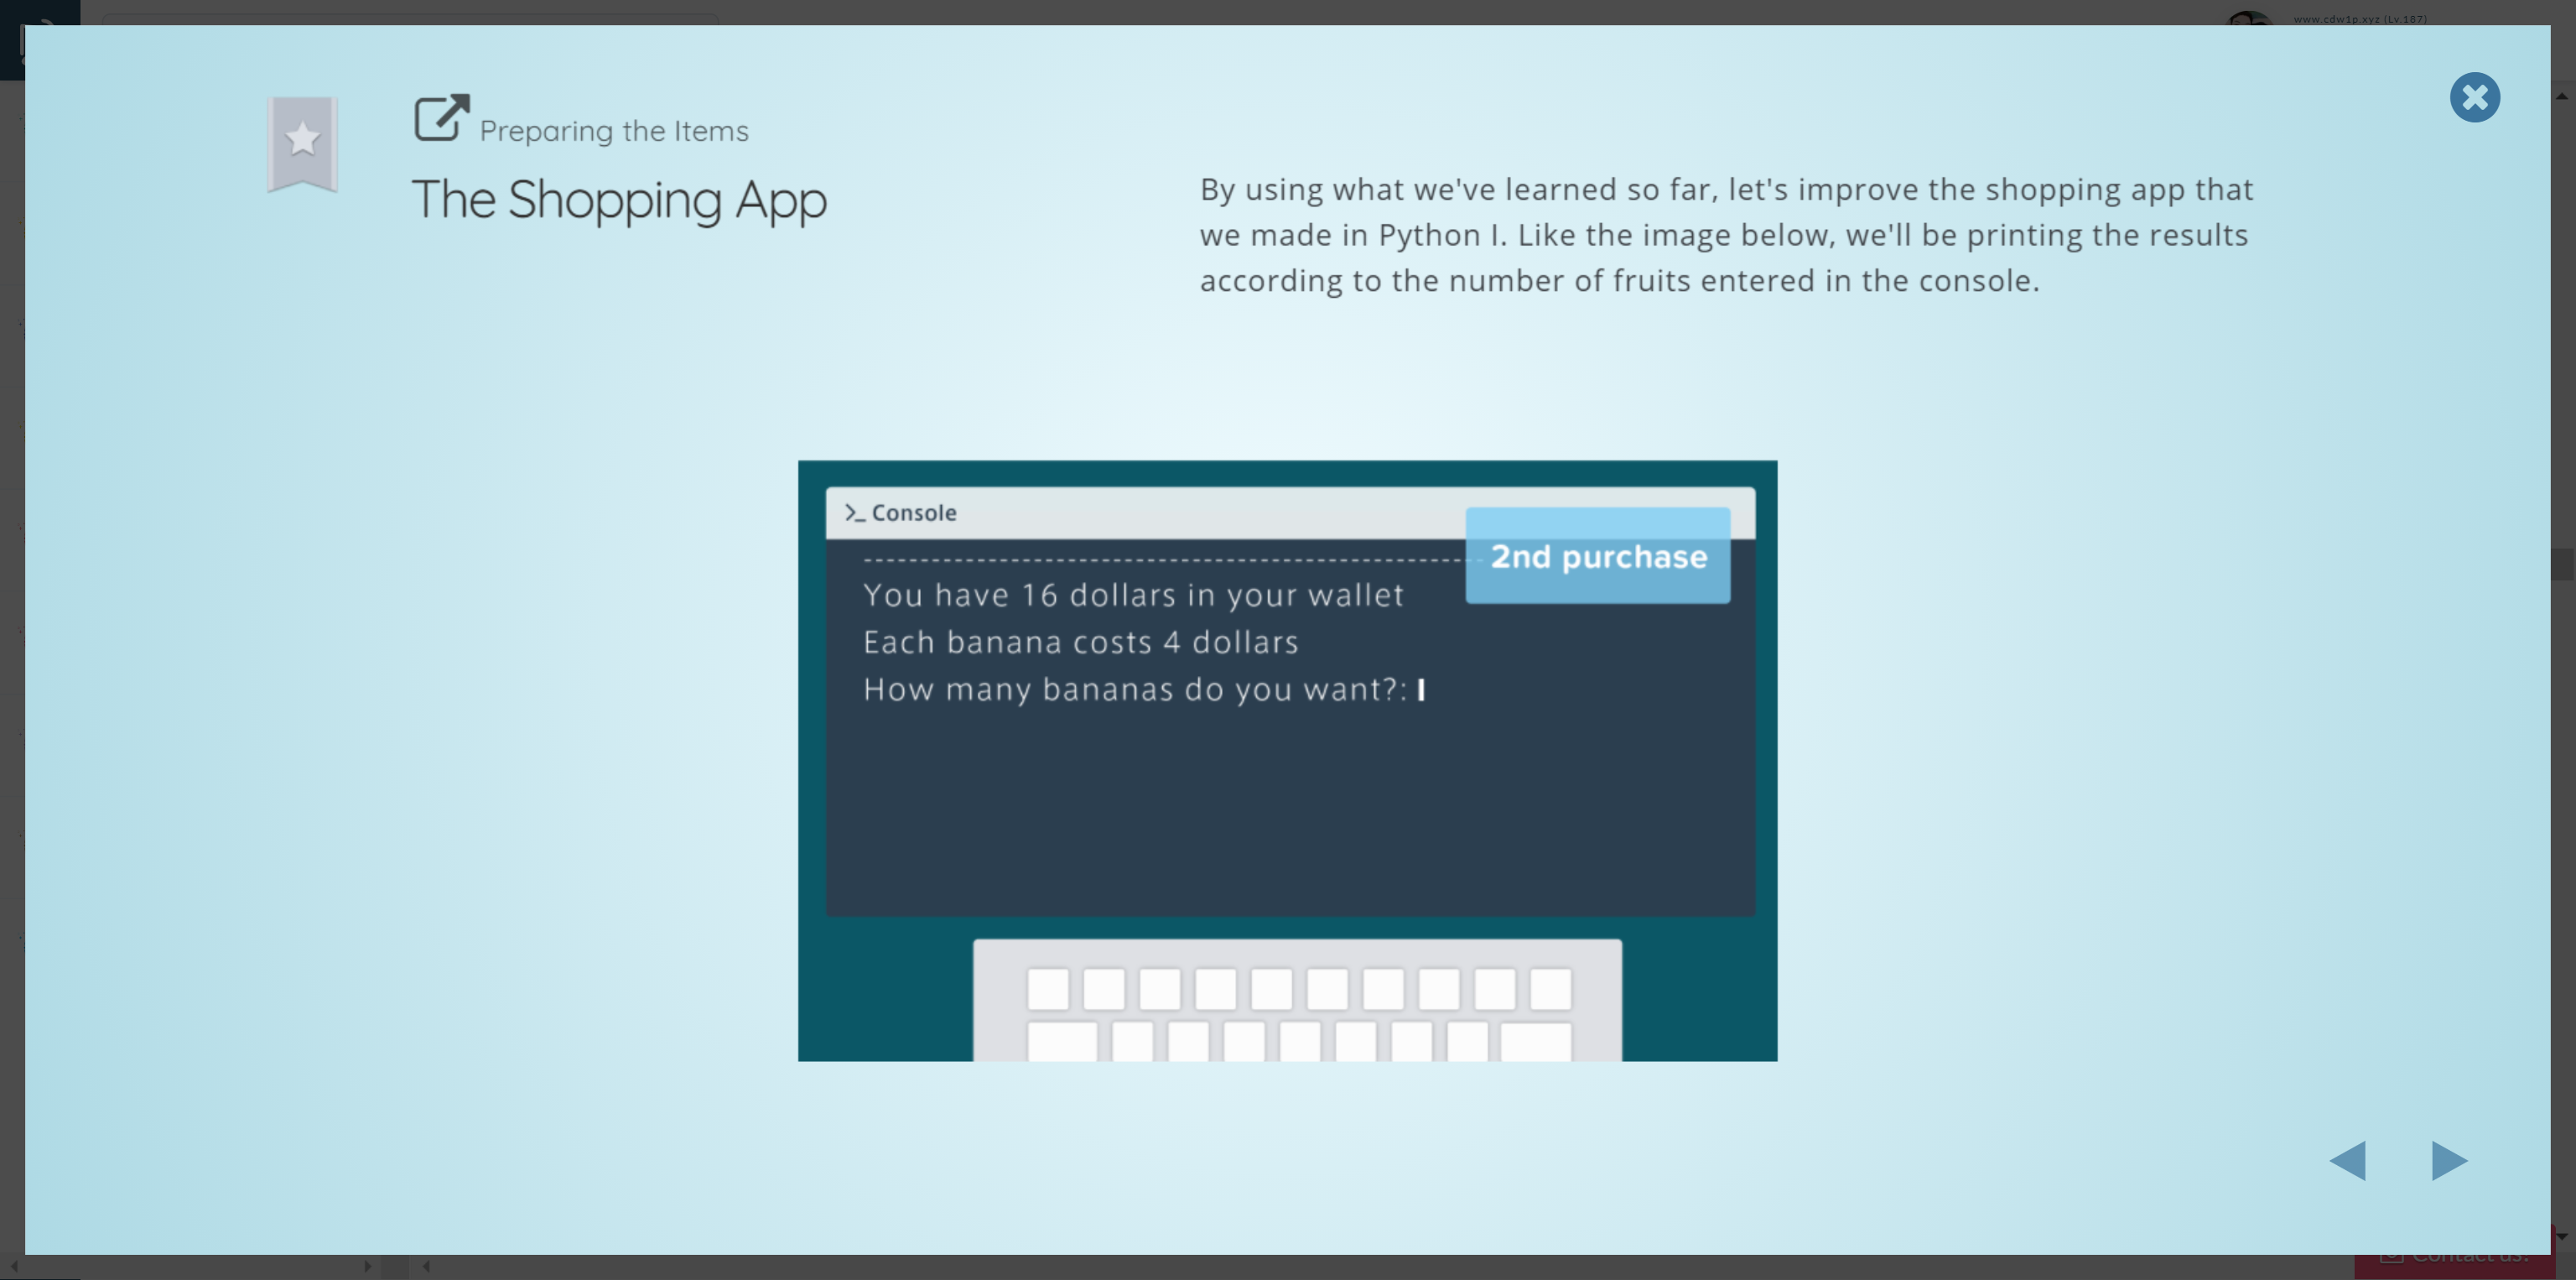 www.cdw1p.xyz (Lv.187)
Preparing the Items
The Shopping App
By using what we've learned so far, let's improve the shopping app that
we made in Python I. Like the image below, we'll be printing the results
according to the number of fruits entered in the console.
>_ Console
2nd purchase
You have 16 dollars in your wallet
Each banana costs 4 dollars
How many bananas do you want?:
Contact us!